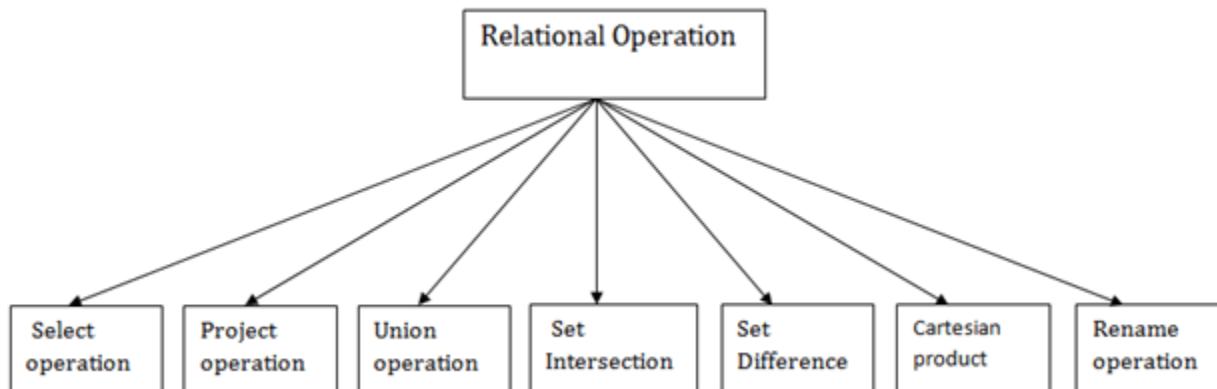 Relational Operation
Select
operation
Project
operation
Union
operation
Set
Intersection
Set
Difference
Cartesian
product
Rename
operation